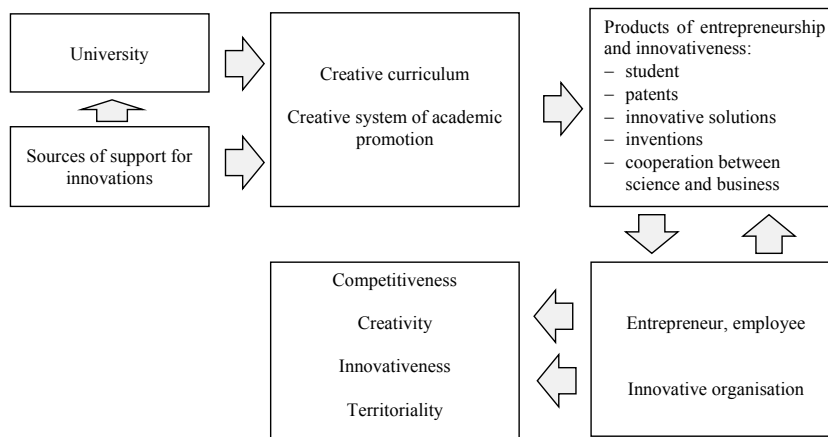 University
Sources of support for
innovations
Creative curriculum
Creative system of academic
promotion
Products of entrepreneurship
and innovativeness:
– student
– patents
– innovative solutions
– inventions
– cooperation between
science and business
Competitiveness
Creativity
Innovativeness
Territoriality
Entrepreneur, employee
Innovative organisation